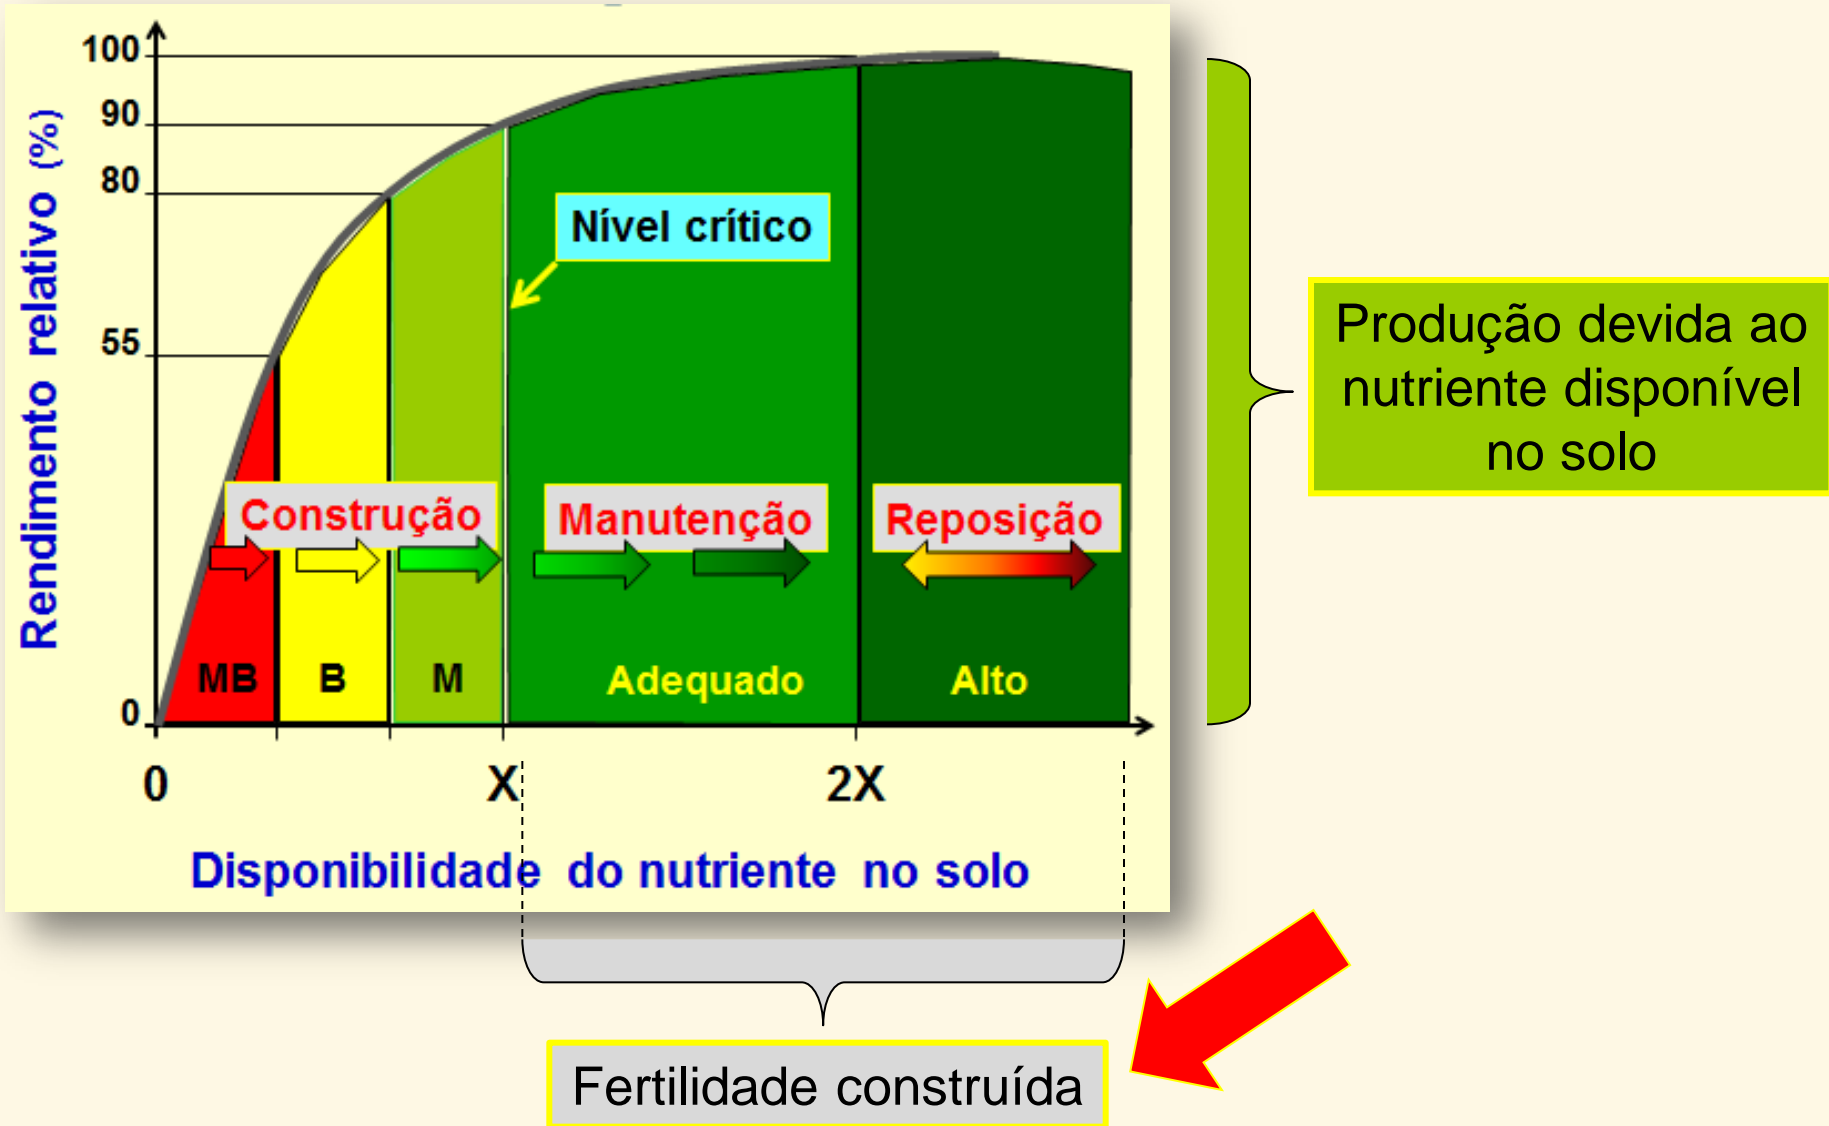 100
90
80
55
0
Rendimento relativo (%)
Nível crítico
Construção
Manutenção
Reposição
MB
B
M
Adequado
Alto
0
X
2X
Disponibilidade do nutriente no solo
Produção devida ao
nutriente disponível
no solo
Fertilidade construída